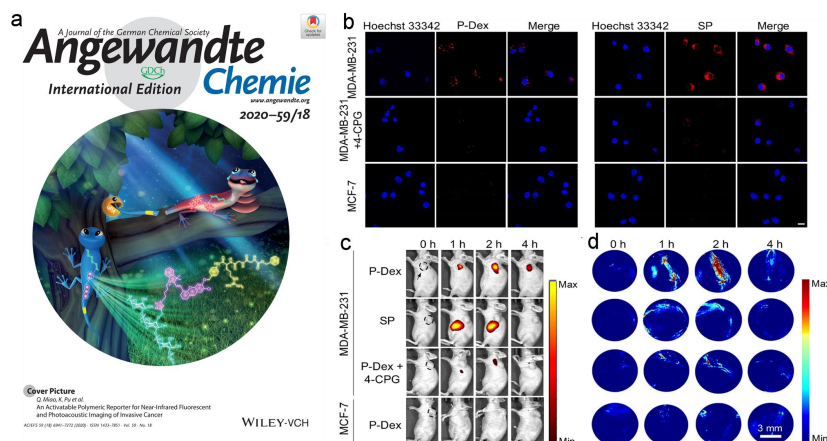 a
A Journal of the German Chemical Society
Check for updates
Angewandte
GDCh
Chemie
International Edition
www.angewandte.org
2020–59/18
Cover Picture
Q. Miao, K. Pu et al.
An Activatable Polymeric Reporter for Near-Infrared Fluorescent
and Photoacoustic Imaging of Invasive Cancer
WILEY-VCH
b
Hoechst 33342 P-Dex Merge
Hoechst 33342 SP Merge
MDA-MB-231
MDA-MB-231
+4-CPG
MCF-7
c
0 h 1 h 2 h 4 h
MDA-MB-231
P-Dex
SP
P-Dex +
4-CPG
MCF-7
P-Dex
Max
Min
d
0 h 1 h 2 h 4 h
Max
Min
3 mm